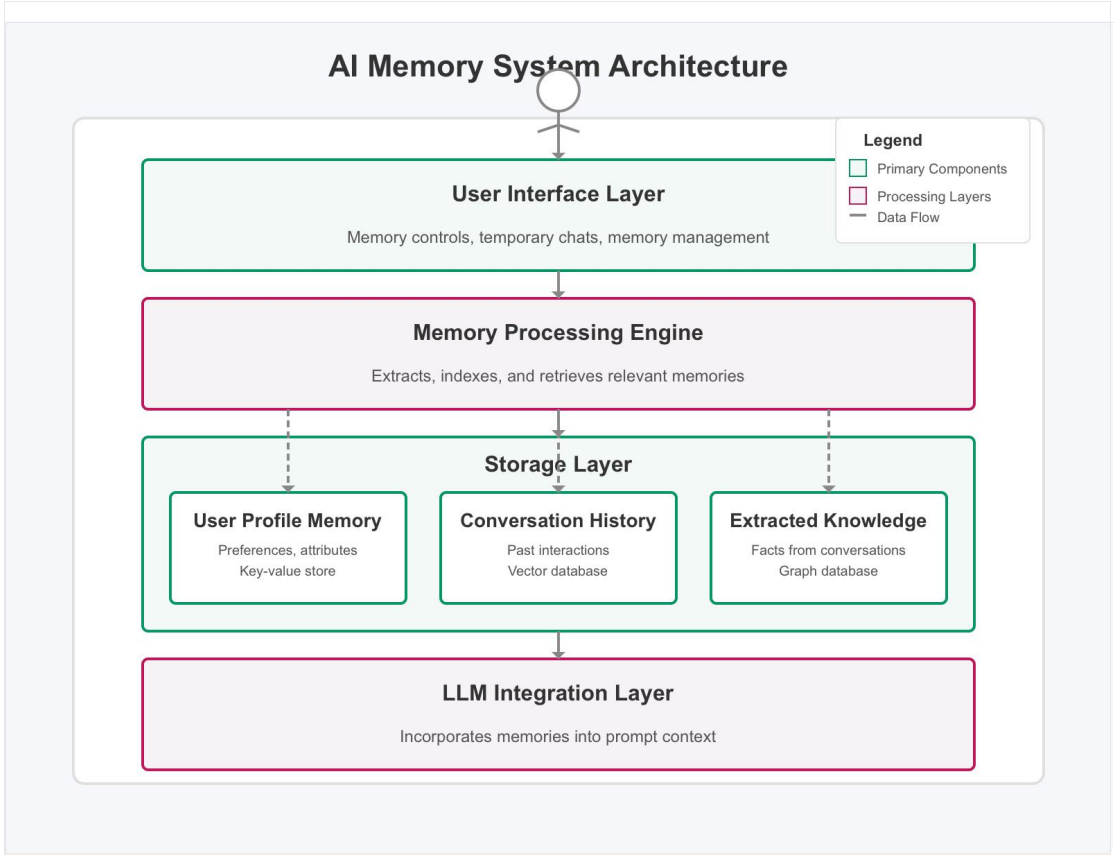 AI Memory System Architecture
Legend
Primary Components
Processing Layers
Data Flow
User Interface Layer
Memory controls, temporary chats, memory management
Memory Processing Engine
Extracts, indexes, and retrieves relevant memories
Storage Layer
User Profile Memory
Preferences, attributes
Key-value store
Conversation History
Past interactions
Vector database
Extracted Knowledge
Facts from conversations
Graph database
LLM Integration Layer
Incorporates memories into prompt context